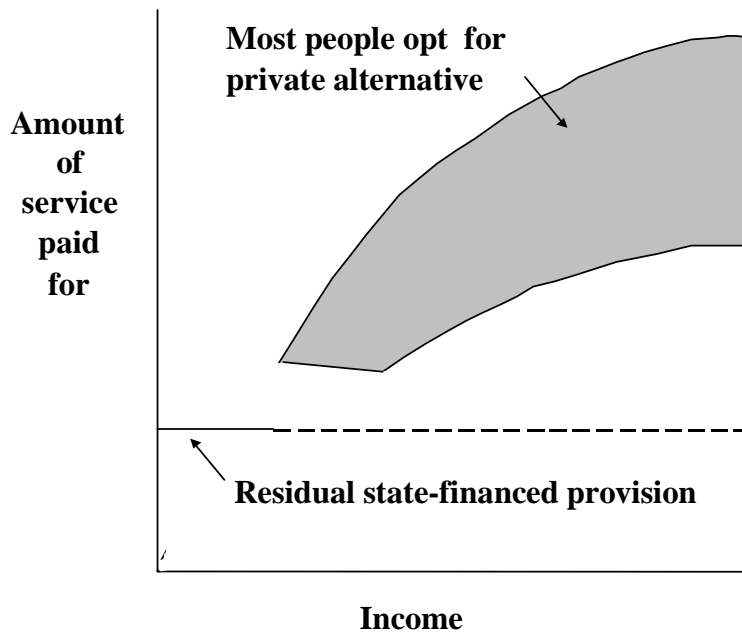 Most people opt for
private alternative
Amount
of
service
paid
for
Residual state-financed provision
Income